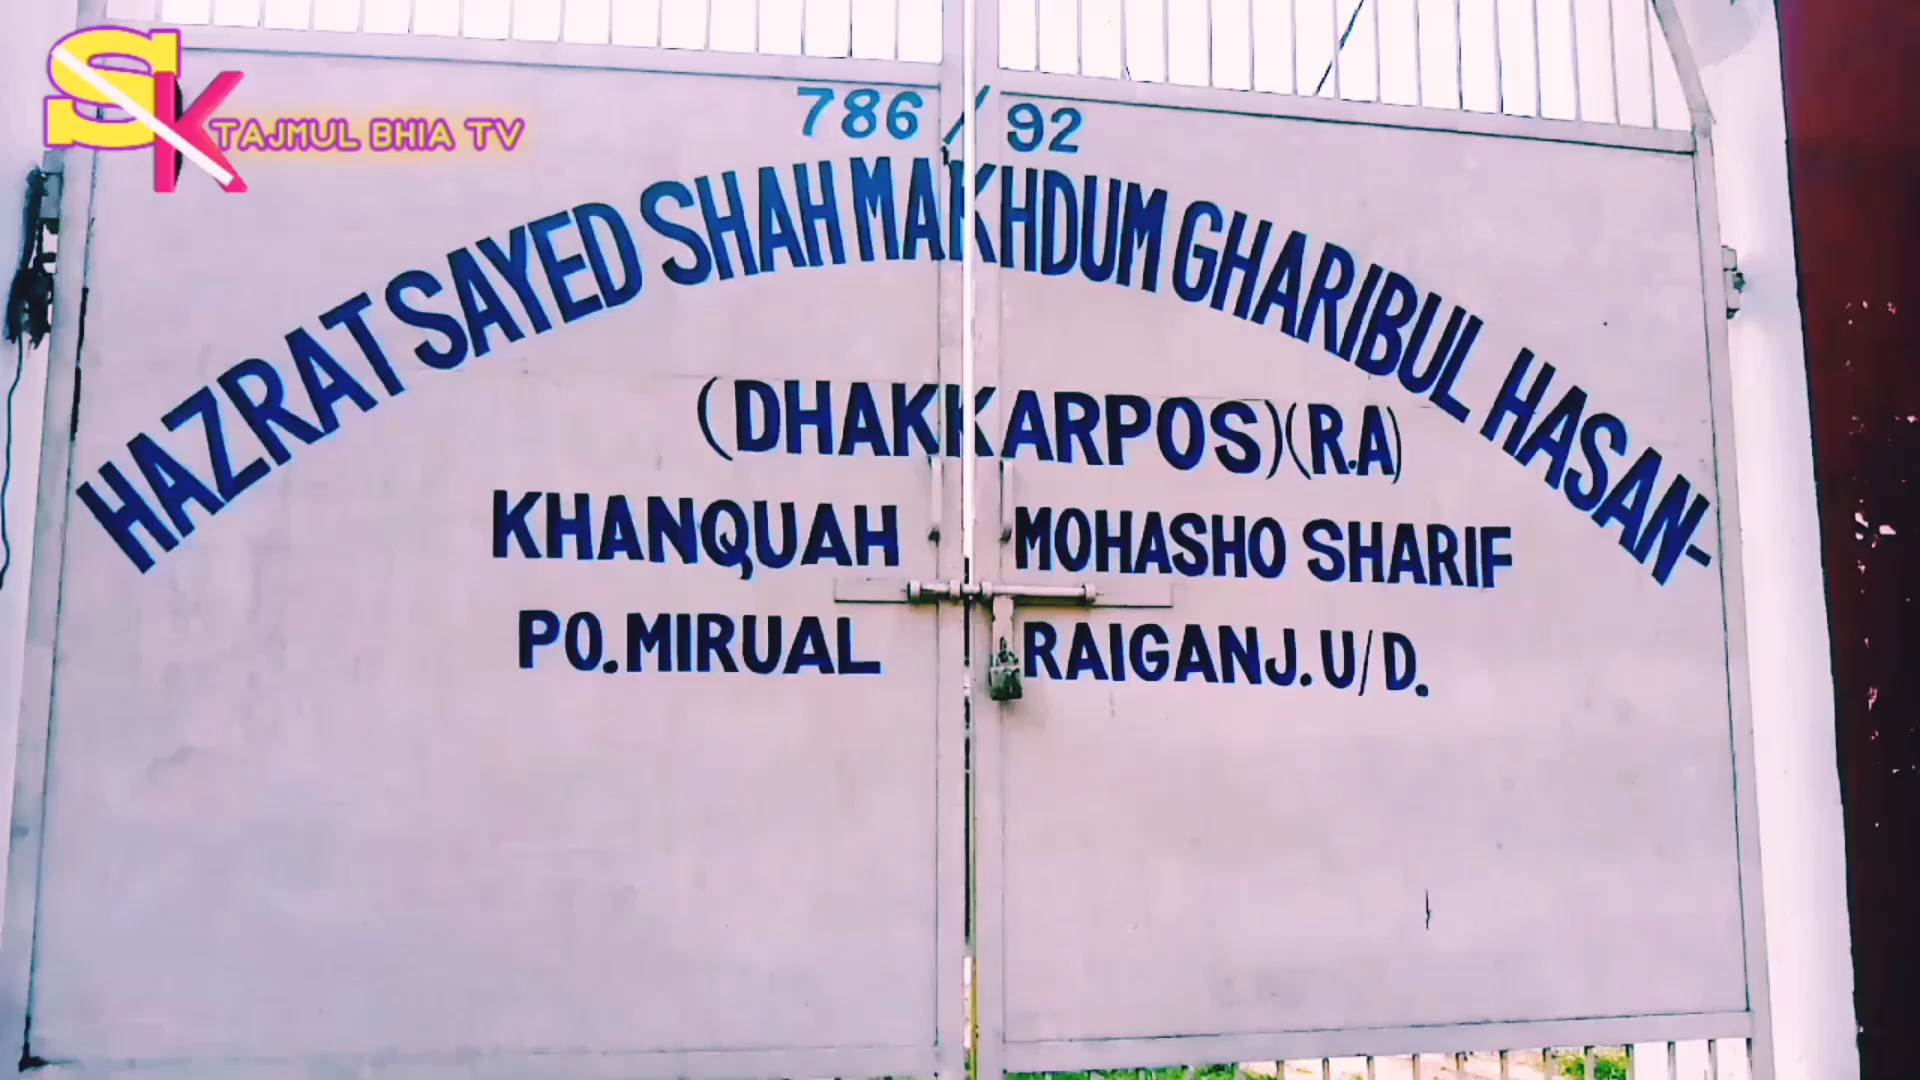 SK TAJMUL BHIA TV
786/92
HAZRAT SAYED SHAH MAKHDUM GHARIBUL HASAN-
(DHAKKARPOS)(R.A)
KHANQUAH MOHASHO SHARIF
PO.MIRUAL RAIGANJ.U/D.